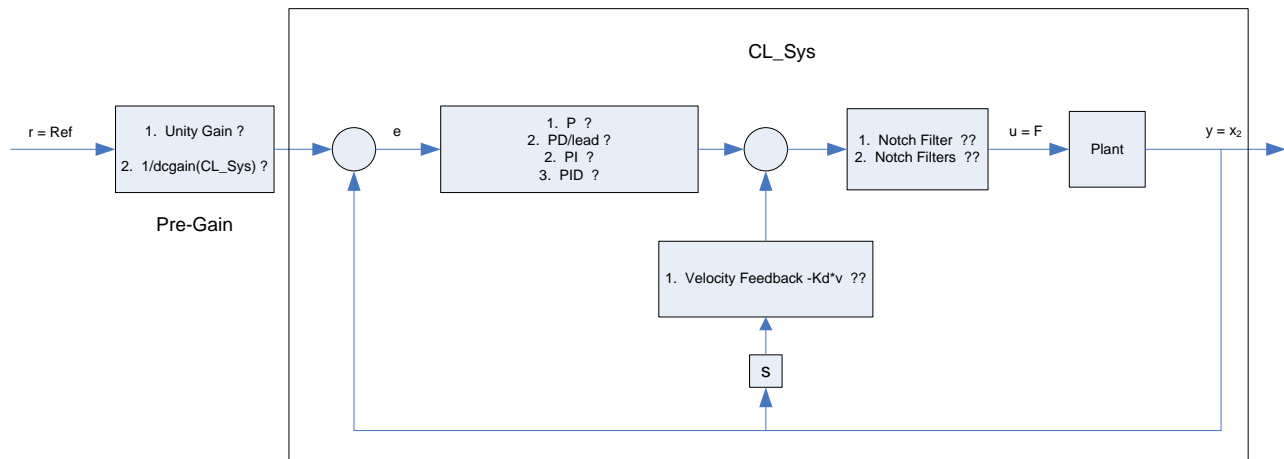 CL_Sys
r = Ref
1. Unity Gain ?
2. 1/dcgain(CL_Sys) ?
Pre-Gain
e
1. P ?
2. PD/lead ?
2. PI ?
3. PID ?
1. Notch Filter ??
2. Notch Filters ??
u = F
Plant
y = x₂
1. Velocity Feedback -Kd*v ??
s